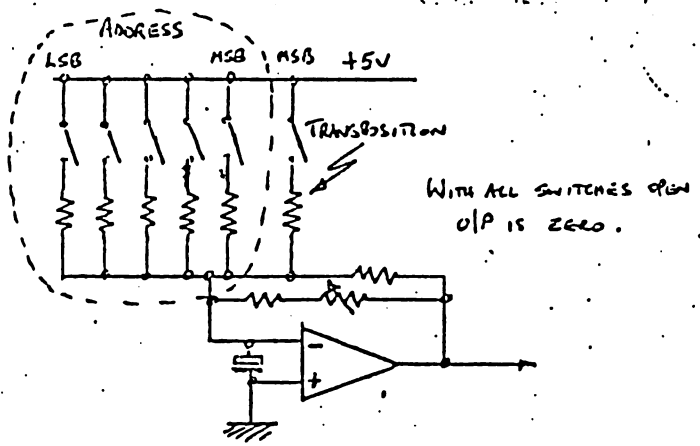 ADDRESS
LSB MSB MSB +5V
TRANSPOSITION
WITH ALL SWITCHES OPEN
O/P IS ZERO.
-
+